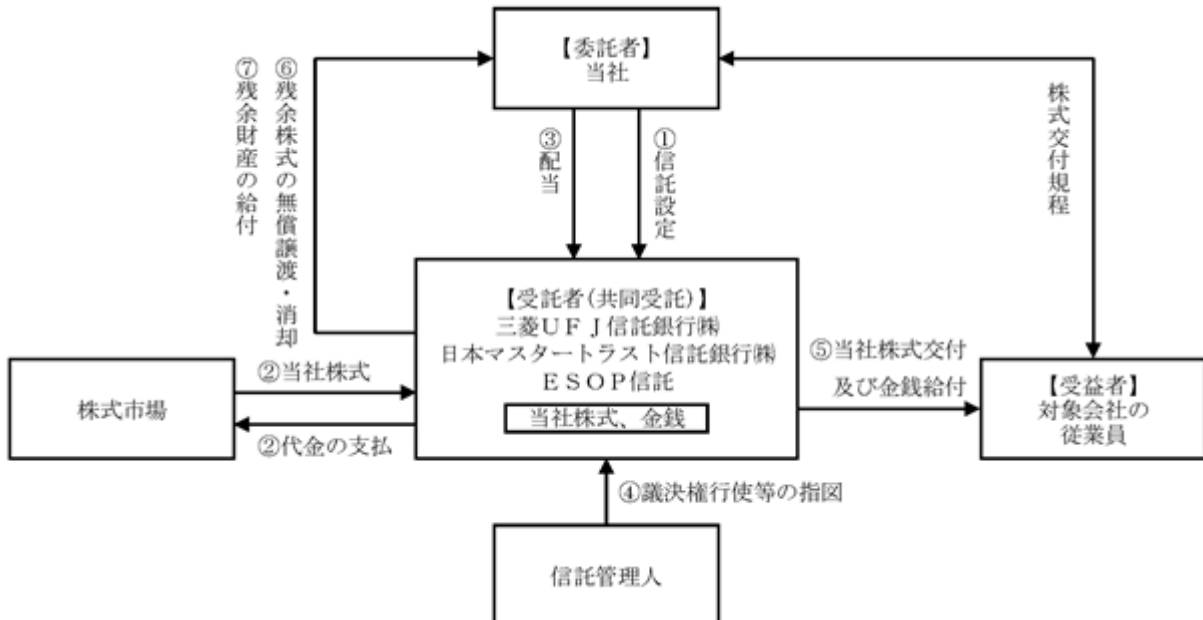 【委託者】
当社
⑦残余財産の給付
⑥残余株式の無償譲渡・消却
③配当
①信託設定
株式交付規程
【受託者(共同受託)】
三菱UFJ信託銀行㈱
日本マスタートラスト信託銀行㈱
ESOP信託
当社株式、金銭
株式市場
②当社株式
②代金の支払
⑤当社株式交付
及び金銭給付
【受益者】
対象会社の
従業員
④議決権行使等の指図
信託管理人